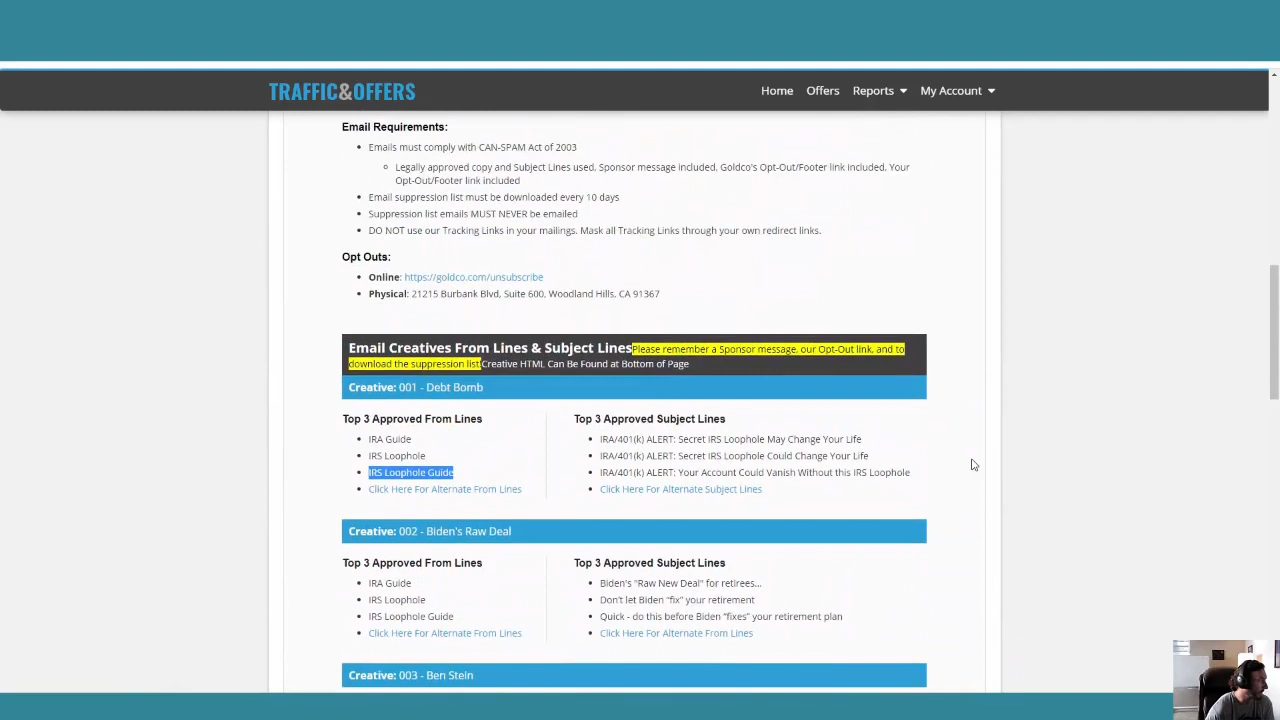 TRAFFIC&OFFERS
Home Offers Reports My Account
Email Requirements:
Emails must comply with CAN-SPAM Act of 2003
Legally approved copy and Subject Lines used, Sponsor message included, Goldco's Opt-Out/Footer link included, Your
Opt-Out/Footer link included
Email suppression list must be downloaded every 10 days
Suppression list emails MUST NEVER be emailed
DO NOT use our Tracking Links in your mailings. Mask all Tracking Links through your own redirect links.
Opt Outs:
Online: https://goldco.com/unsubscribe
Physical: 21215 Burbank Blvd, Suite 600, Woodland Hills, CA 91367
Email Creatives From Lines & Subject LinesPlease remember a Sponsor message, our Opt-Out link, and to
download the suppression list!Creative HTML Can Be Found at Bottom of Page
Creative: 001 - Debt Bomb
Top 3 Approved From Lines
IRA Guide
IRS Loophole
IRS Loophole Guide
Click Here For Alternate From Lines
Top 3 Approved Subject Lines
IRA/401(k) ALERT: Secret IRS Loophole May Change Your Life
IRA/401(k) ALERT: Secret IRS Loophole Could Change Your Life
IRA/401(k) ALERT: Your Account Could Vanish Without this IRS Loophole
Click Here For Alternate Subject Lines
Creative: 002 - Biden's Raw Deal
Top 3 Approved From Lines
IRA Guide
IRS Loophole
IRS Loophole Guide
Click Here For Alternate From Lines
Top 3 Approved Subject Lines
Biden's "Raw New Deal" for retirees...
Don't let Biden “fix” your retirement
Quick - do this before Biden “fixes” your retirement plan
Click Here For Alternate From Lines
Creative: 003 - Ben Stein